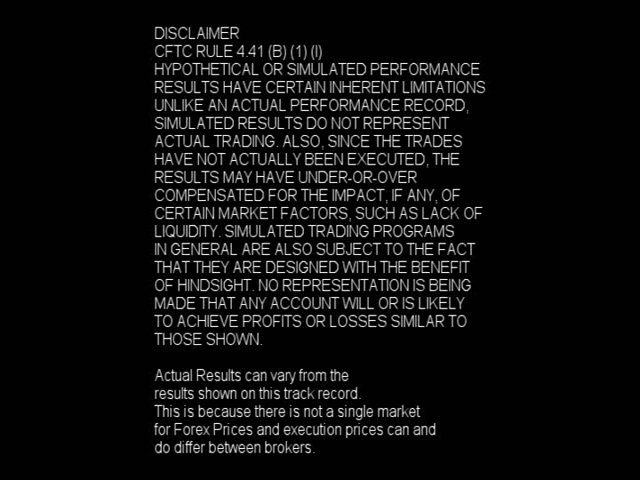 DISCLAIMER
CFTC RULE 4.41 (B) (1) (I)
HYPOTHETICAL OR SIMULATED PERFORMANCE
RESULTS HAVE CERTAIN INHERENT LIMITATIONS
UNLIKE AN ACTUAL PERFORMANCE RECORD,
SIMULATED RESULTS DO NOT REPRESENT
ACTUAL TRADING. ALSO, SINCE THE TRADES
HAVE NOT ACTUALLY BEEN EXECUTED, THE
RESULTS MAY HAVE UNDER-OR-OVER
COMPENSATED FOR THE IMPACT, IF ANY, OF
CERTAIN MARKET FACTORS, SUCH AS LACK OF
LIQUIDITY. SIMULATED TRADING PROGRAMS
IN GENERAL ARE ALSO SUBJECT TO THE FACT
THAT THEY ARE DESIGNED WITH THE BENEFIT
OF HINDSIGHT. NO REPRESENTATION IS BEING
MADE THAT ANY ACCOUNT WILL OR IS LIKELY
TO ACHIEVE PROFITS OR LOSSES SIMILAR TO
THOSE SHOWN.
Actual Results can vary from the
results shown on this track record.
This is because there is not a single market
for Forex Prices and execution prices can and
do differ between brokers.